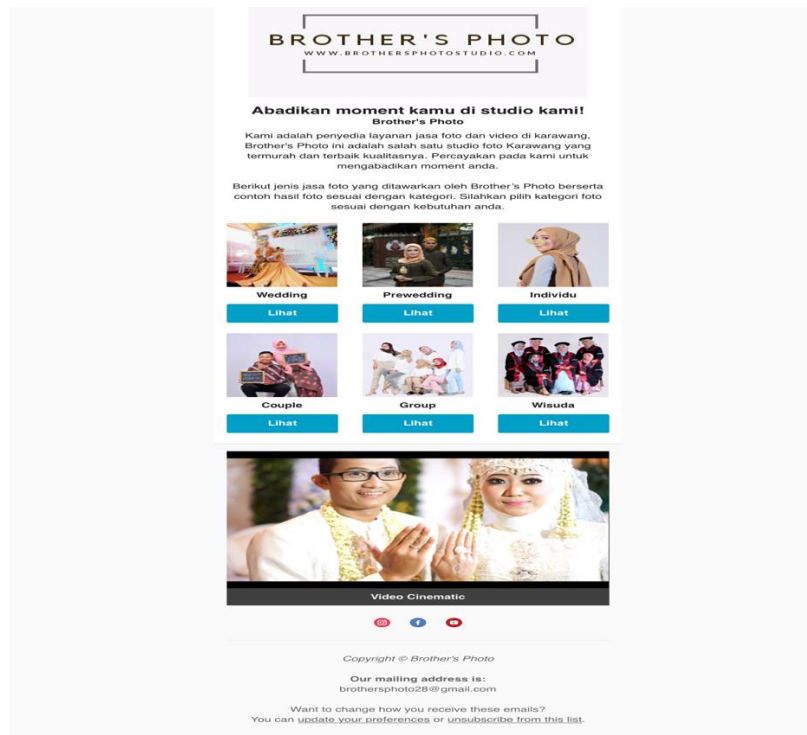 BROTHER'S PHOTO
WWW.BROTHERSPHOTOSTUDIO.COM
Abadikan moment kamu di studio kami!
Brother's Photo
Kami adalah penyedia layanan jasa foto dan video di karawang,
Brother's Photo ini adalah salah satu studio foto Karawang yang
termurah dan terbaik kualitasnya. Percayakan pada kami untuk
mengabadikan moment anda.
Berikut jenis jasa foto yang ditawarkan oleh Brother's Photo berserta
contoh hasil foto sesuai dengan kategori. Silahkan pilih kategori foto
sesuai dengan kebutuhan anda.
Wedding Prewedding Individu
Lihat Lihat Lihat
Couple Group Wisuda
Lihat Lihat Lihat
Video Cinematic
Copyright © Brother's Photo
Our mailing address is:
brothersphoto28@gmail.com
Want to change how you receive these emails?
You can update your preferences or unsubscribe from this list.